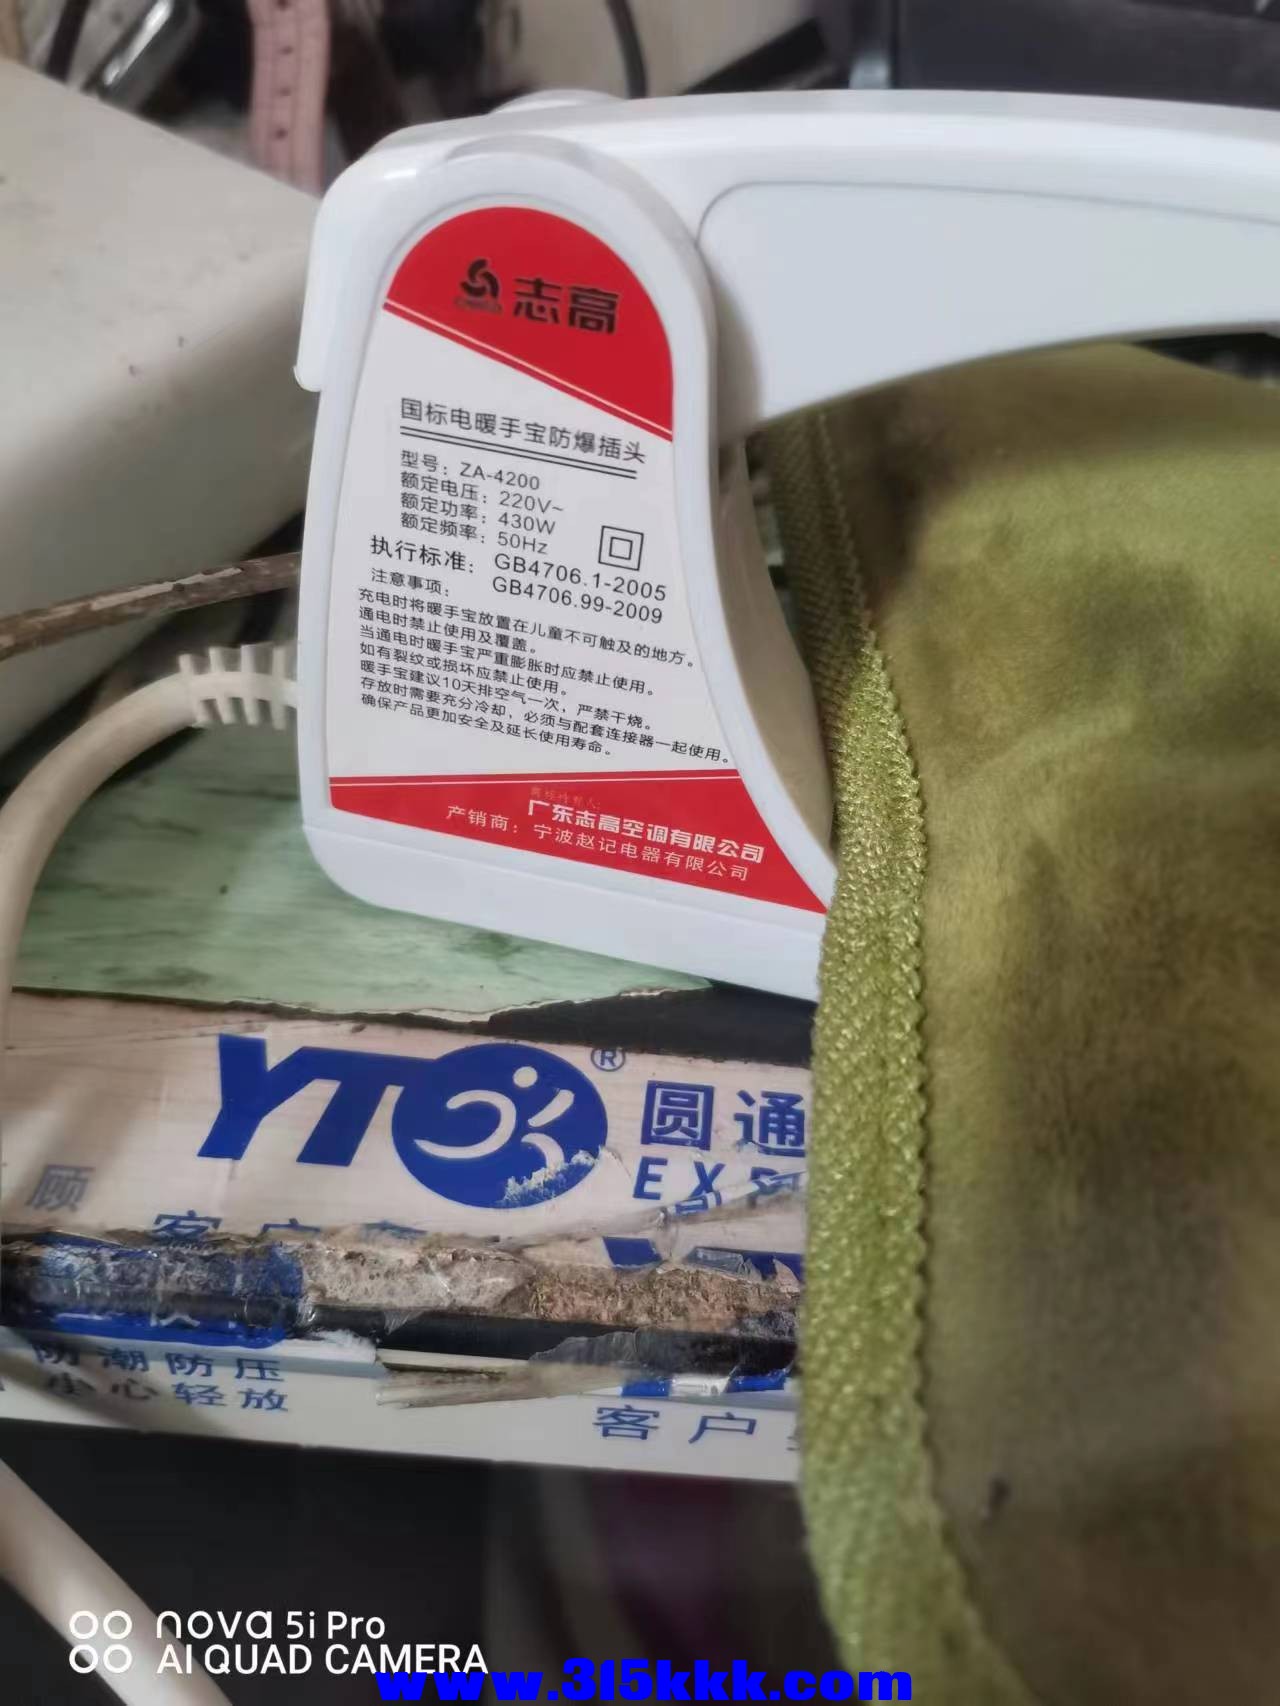 志高
国标电暖手宝防爆插头
型号：ZA-4200
额定电压：220V~
额定功率：430W
额定频率：50Hz
执行标准：GB4706.1-2005
GB4706.99-2009
注意事项：
充电时将暖手宝放置在儿童不可触及的地方。
通电时禁止使用及覆盖。
当通电时暖手宝严重膨胀时应禁止使用。
如有裂纹或损坏应禁止使用。
暖手宝建议10天排空气一次，严禁干烧。
存放时需要充分冷却，必须与配套连接器一起使用。
确保产品更加安全及延长使用寿命。
广东志高空调有限公司
产销商：宁波赵记电器有限公司
YTO®
圆通
EX
顾
客户
防潮防压
小心轻放
客户
nova 5i Pro
AI QUAD CAMERA
www.315kkk.com